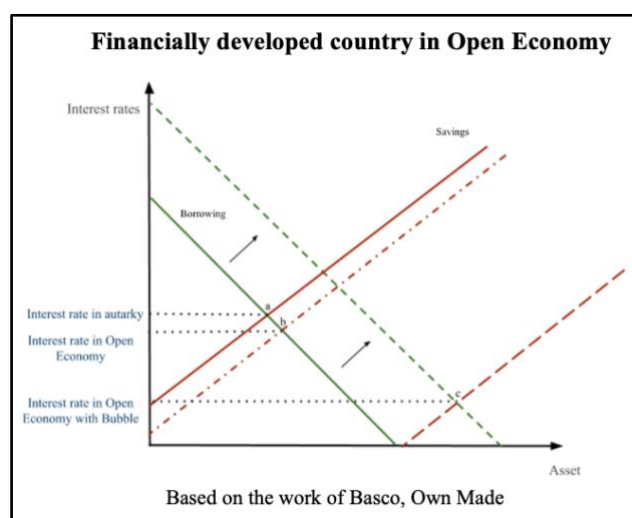 Financially developed country in Open Economy
Interest rates
Savings
Borrowing
a
Interest rate in autarky
b
Interest rate in Open
Economy
c
Interest rate in Open
Economy with Bubble
Asset
Based on the work of Basco, Own Made